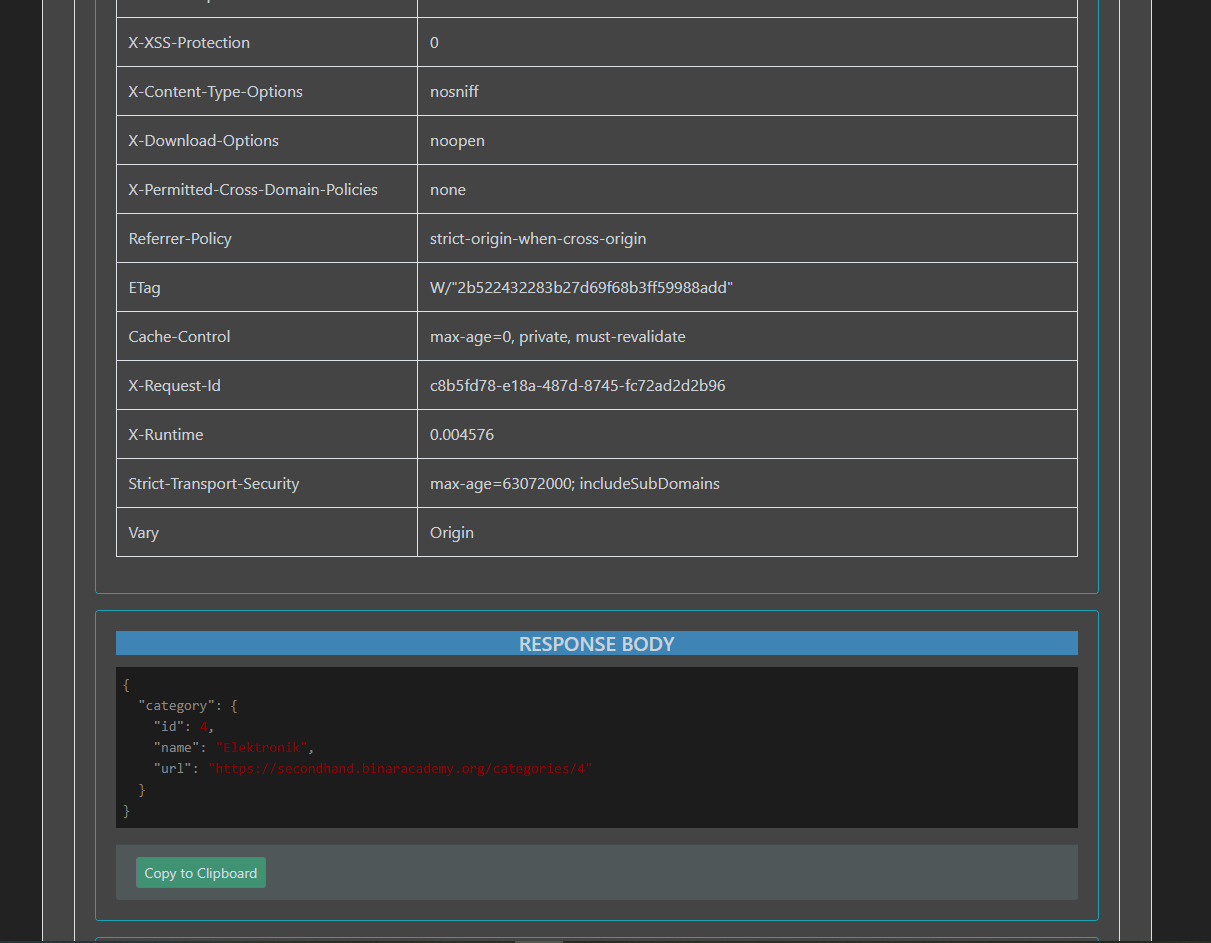 X-XSS-Protection 0
X-Content-Type-Options nosniff
X-Download-Options noopen
X-Permitted-Cross-Domain-Policies none
Referrer-Policy strict-origin-when-cross-origin
ETag W/"2b522432283b27d69f68b3ff59988add"
Cache-Control max-age=0, private, must-revalidate
X-Request-Id c8b5fd78-e18a-487d-8745-fc72ad2d2b96
X-Runtime 0.004576
Strict-Transport-Security max-age=63072000; includeSubDomains
Vary Origin
RESPONSE BODY
{
"category": {
"id": 4,
"name": "Elektronik",
"url": "https://secondhand.binaracademy.org/categories/4"
}
}
Copy to Clipboard